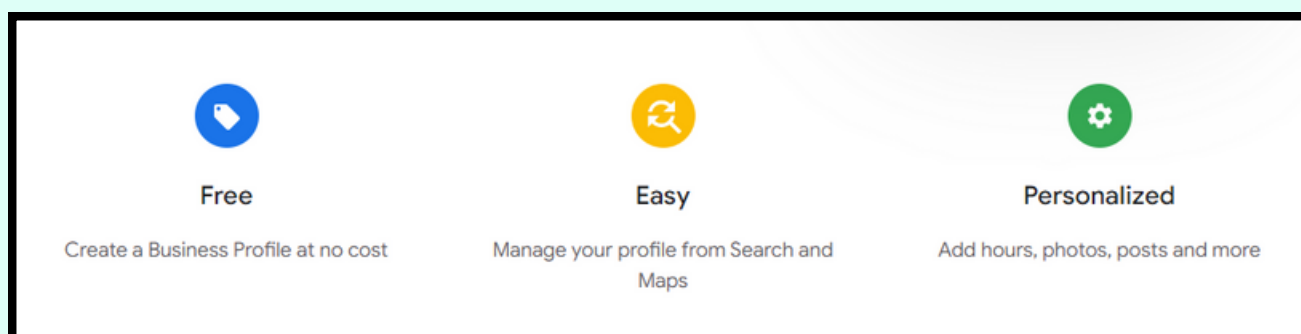 Free
Create a Business Profile at no cost
Easy
Manage your profile from Search and
Maps
Personalized
Add hours, photos, posts and more